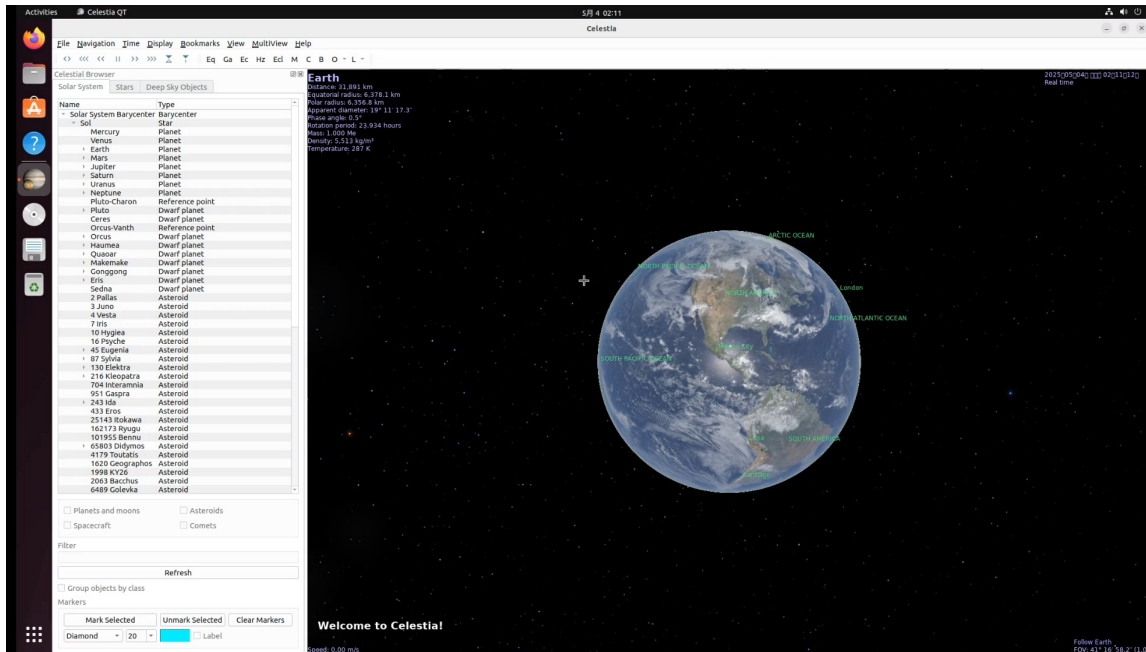 Activities Celestia QT 5月 4 02:11
Celestia
File Navigation Time Display Bookmarks View MultiView Help
Eq Ga Ec Hz Ecl M C B O L
Celestial Browser
Solar System Stars Deep Sky Objects
Name Type
Solar System Barycenter Barycenter
Sol Star
Mercury Planet
Venus Planet
Earth Planet
Mars Planet
Jupiter Planet
Saturn Planet
Uranus Planet
Neptune Planet
Pluto-Charon Reference point
Pluto Dwarf planet
Ceres Dwarf planet
Orcus-Vanth Reference point
Orcus Dwarf planet
Haumea Dwarf planet
Quaoar Dwarf planet
Makemake Dwarf planet
Gonggong Dwarf planet
Eris Dwarf planet
Sedna Dwarf planet
2 Pallas Asteroid
3 Juno Asteroid
4 Vesta Asteroid
7 Iris Asteroid
10 Hygiea Asteroid
16 Psyche Asteroid
45 Eugenia Asteroid
87 Sylvia Asteroid
130 Elektra Asteroid
216 Kleopatra Asteroid
704 Interamnia Asteroid
951 Gaspra Asteroid
243 Ida Asteroid
433 Eros Asteroid
25143 Itokawa Asteroid
162173 Ryugu Asteroid
101955 Bennu Asteroid
65803 Didymos Asteroid
4179 Toutatis Asteroid
1620 Geographos Asteroid
1998 KY26 Asteroid
2063 Bacchus Asteroid
6489 Golevka Asteroid
Planets and moons Asteroids
Spacecraft Comets
Filter
Refresh
Group objects by class
Markers
Mark Selected Unmark Selected Clear Markers
Diamond 20 Label
Earth
Distance: 31,891 km
Equatorial radius: 6,378.1 km
Polar radius: 6,356.8 km
Apparent diameter: 19° 11' 17.3"
Phase angle: 0.5°
Rotation period: 23.934 hours
Mass: 1.000 Me
Density: 5,513 kg/m³
Temperature: 287 K
2025▯05▯04▯ ▯▯▯ 02▯11▯12▯
Real time
ARCTIC OCEAN
NORTH PACIFIC OCEAN
London
NORTH AMERICA
NORTH ATLANTIC OCEAN
SOUTH PACIFIC OCEAN
SOUTH AMERICA
Santiago
Welcome to Celestia!
Speed: 0.00 m/s
Follow Earth
FOV: 41° 16' 58.2"